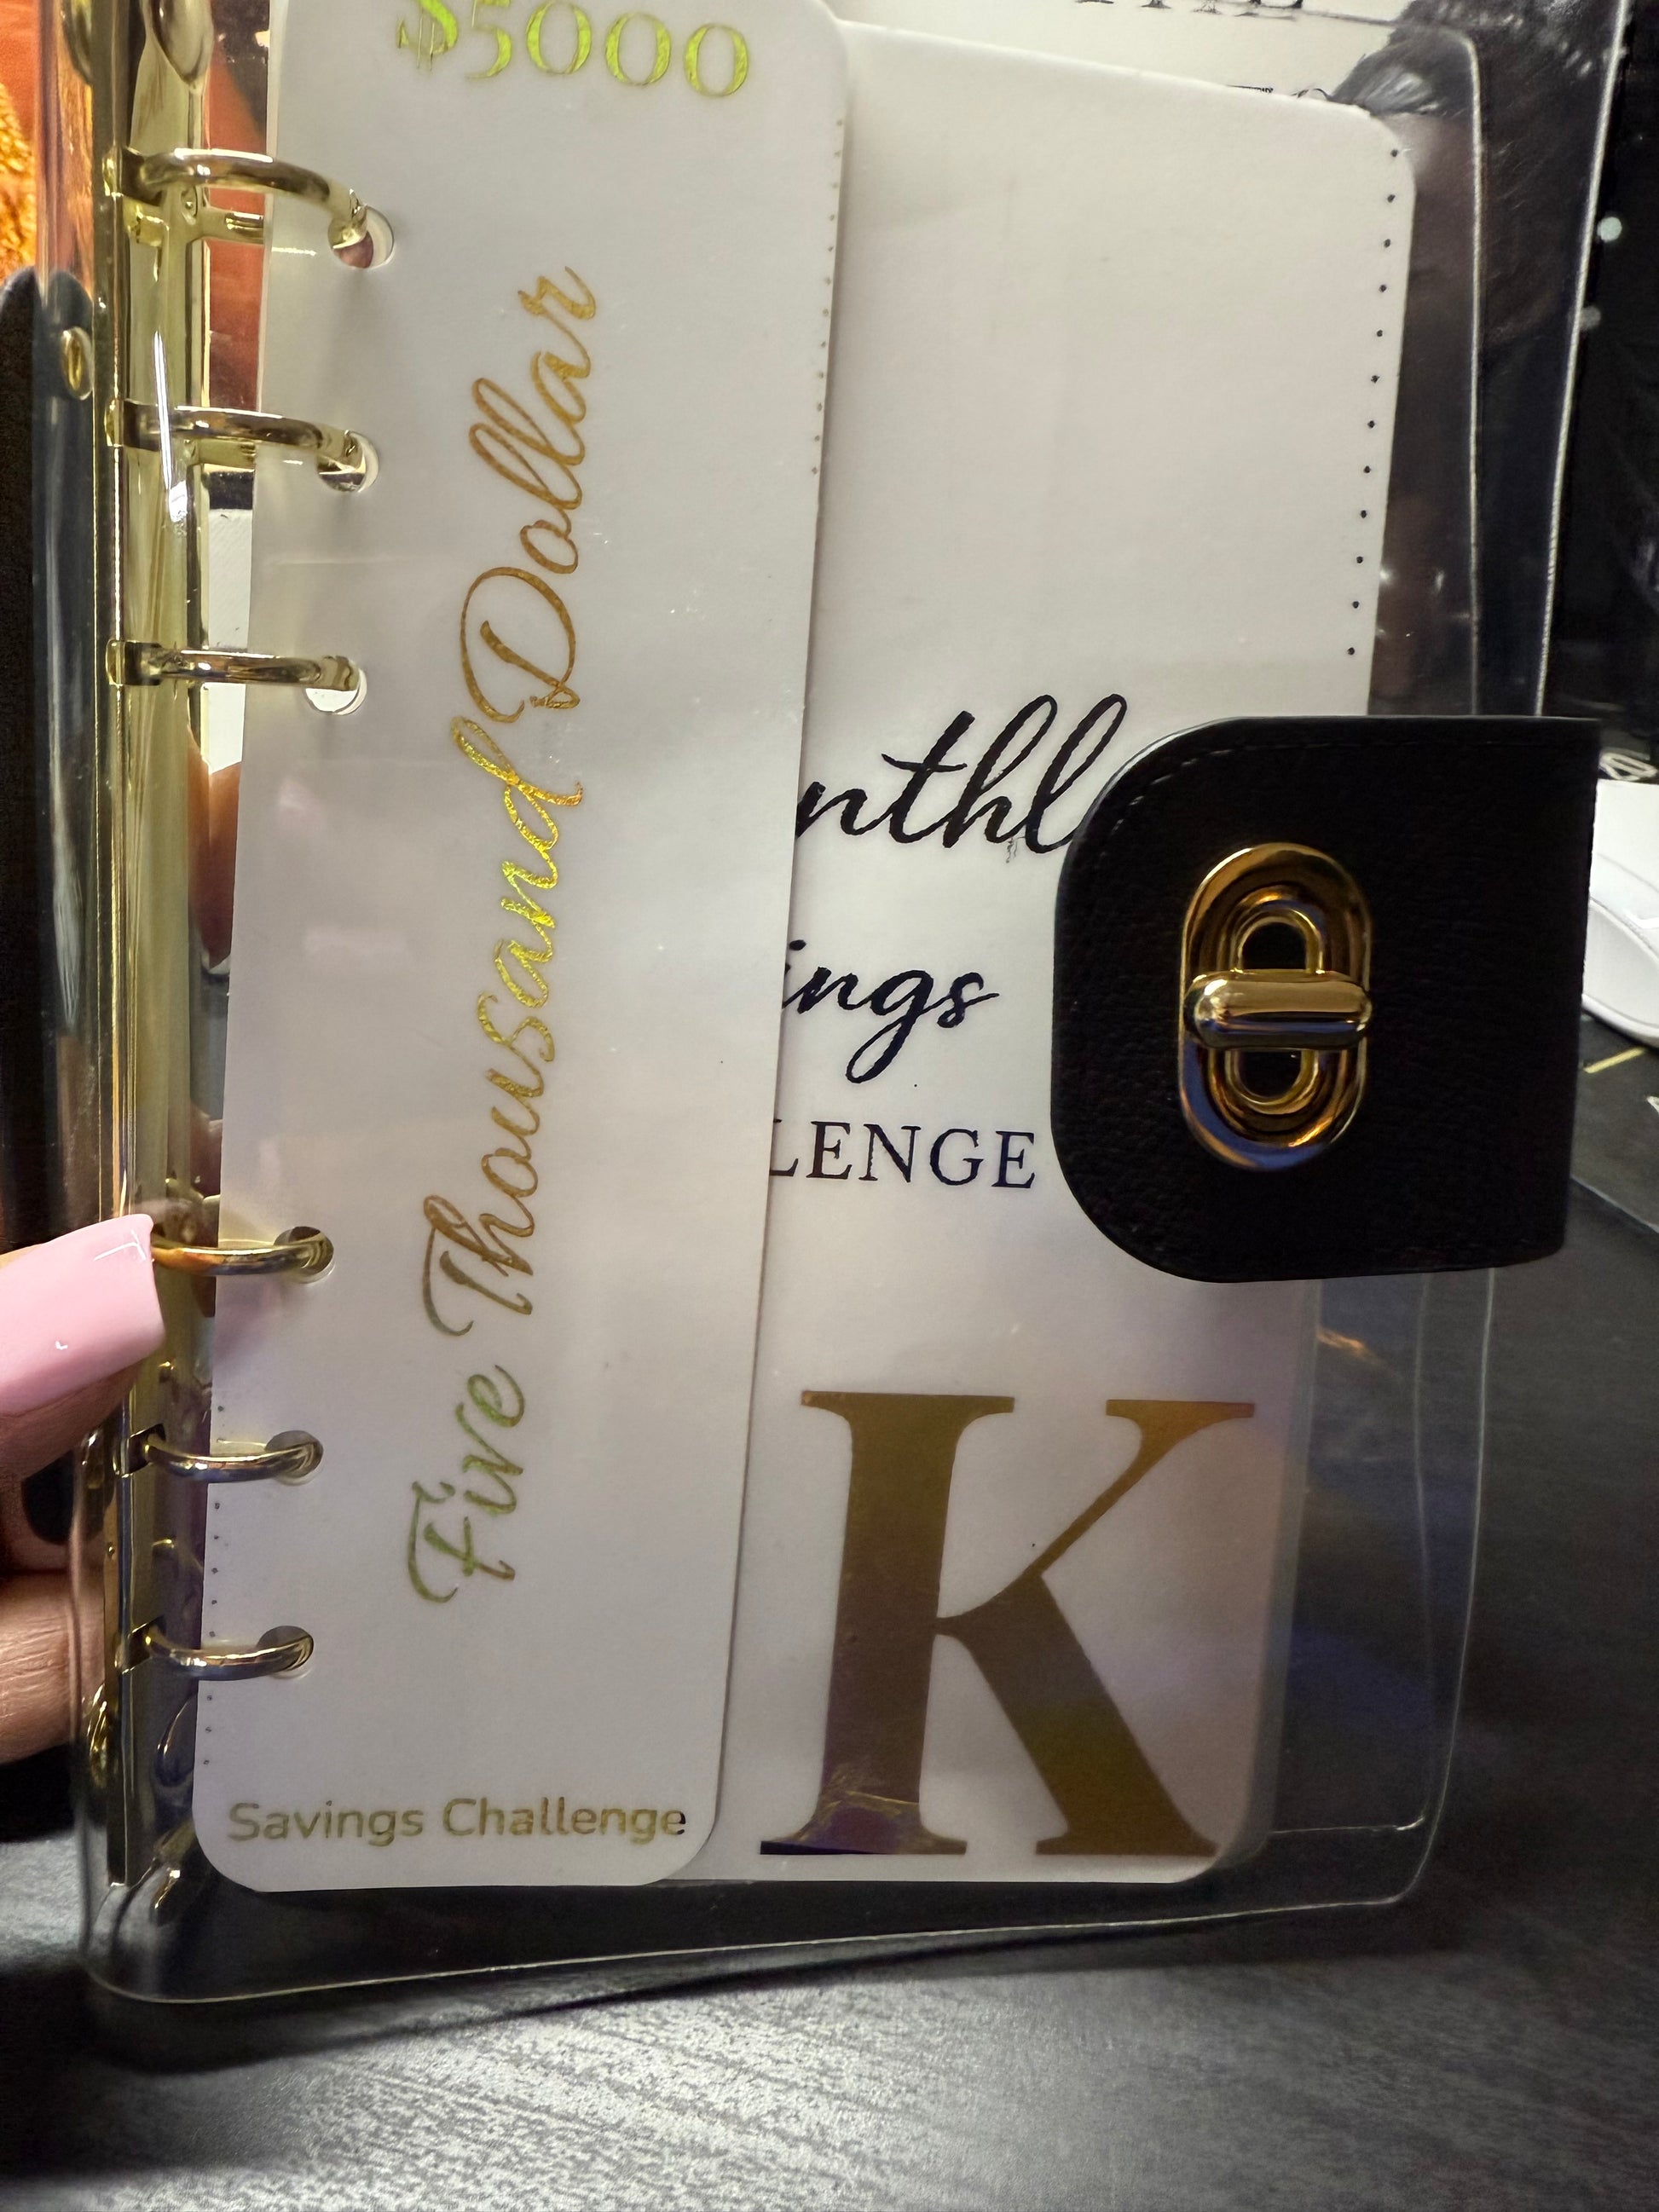 $5000
Five Thousand Dollar
Savings Challenge
nthl
ings
LENGE
K